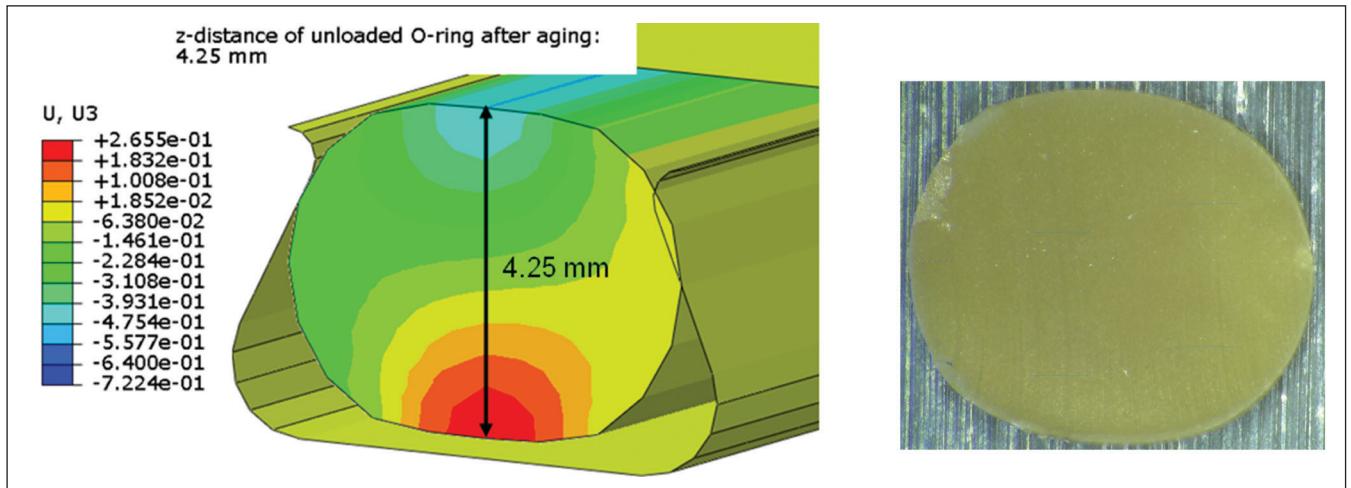 z-distance of unloaded O-ring after aging:
4.25 mm
U, U3
+2.655e-01
+1.832e-01
+1.008e-01
+1.852e-02
-6.380e-02
-1.461e-01
-2.284e-01
-3.108e-01
-3.931e-01
-4.754e-01
-5.577e-01
-6.400e-01
-7.224e-01
4.25 mm